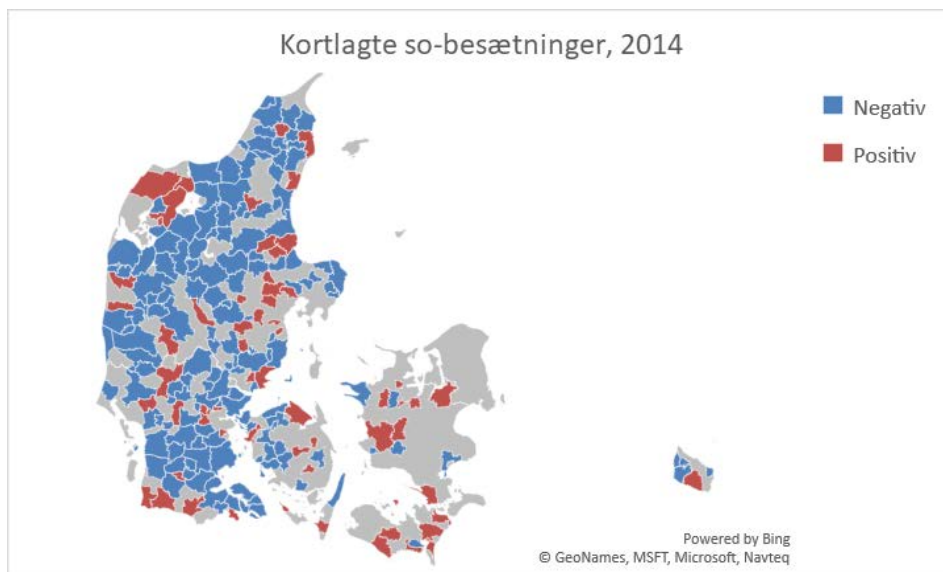 Kortlagte so-besætninger, 2014
Negativ
Positiv
Powered by Bing
© GeoNames, MSFT, Microsoft, Navteq